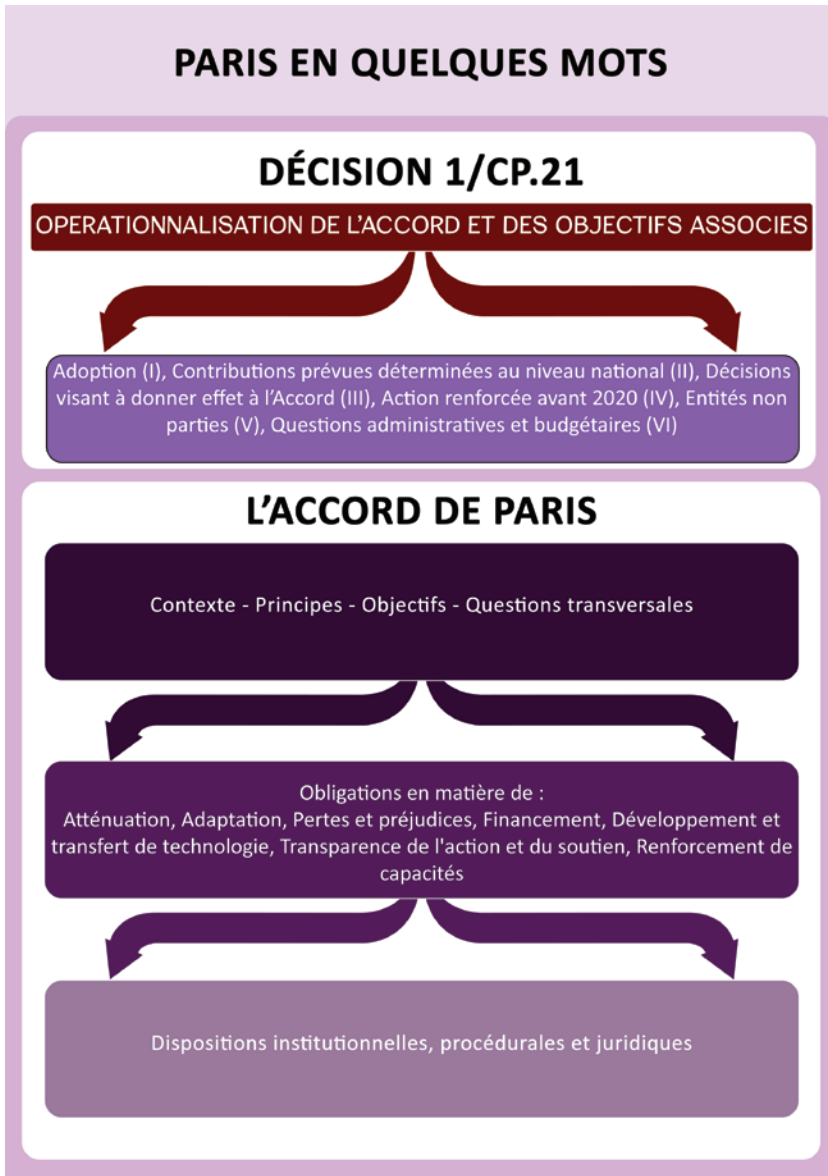 PARIS EN QUELQUES MOTS
DÉCISION 1/CP.21
OPERATIONNALISATION DE L'ACCORD ET DES OBJECTIFS ASSOCIES
Adoption (I), Contributions prévues déterminées au niveau national (II), Décisions
visant à donner effet à l'Accord (III), Action renforcée avant 2020 (IV), Entités non
parties (V), Questions administratives et budgétaires (VI)
L'ACCORD DE PARIS
Contexte - Principes - Objectifs - Questions transversales
Obligations en matière de :
Atténuation, Adaptation, Pertes et préjudices, Financement, Développement et
transfert de technologie, Transparence de l'action et du soutien, Renforcement de
capacités
Dispositions institutionnelles, procédurales et juridiques